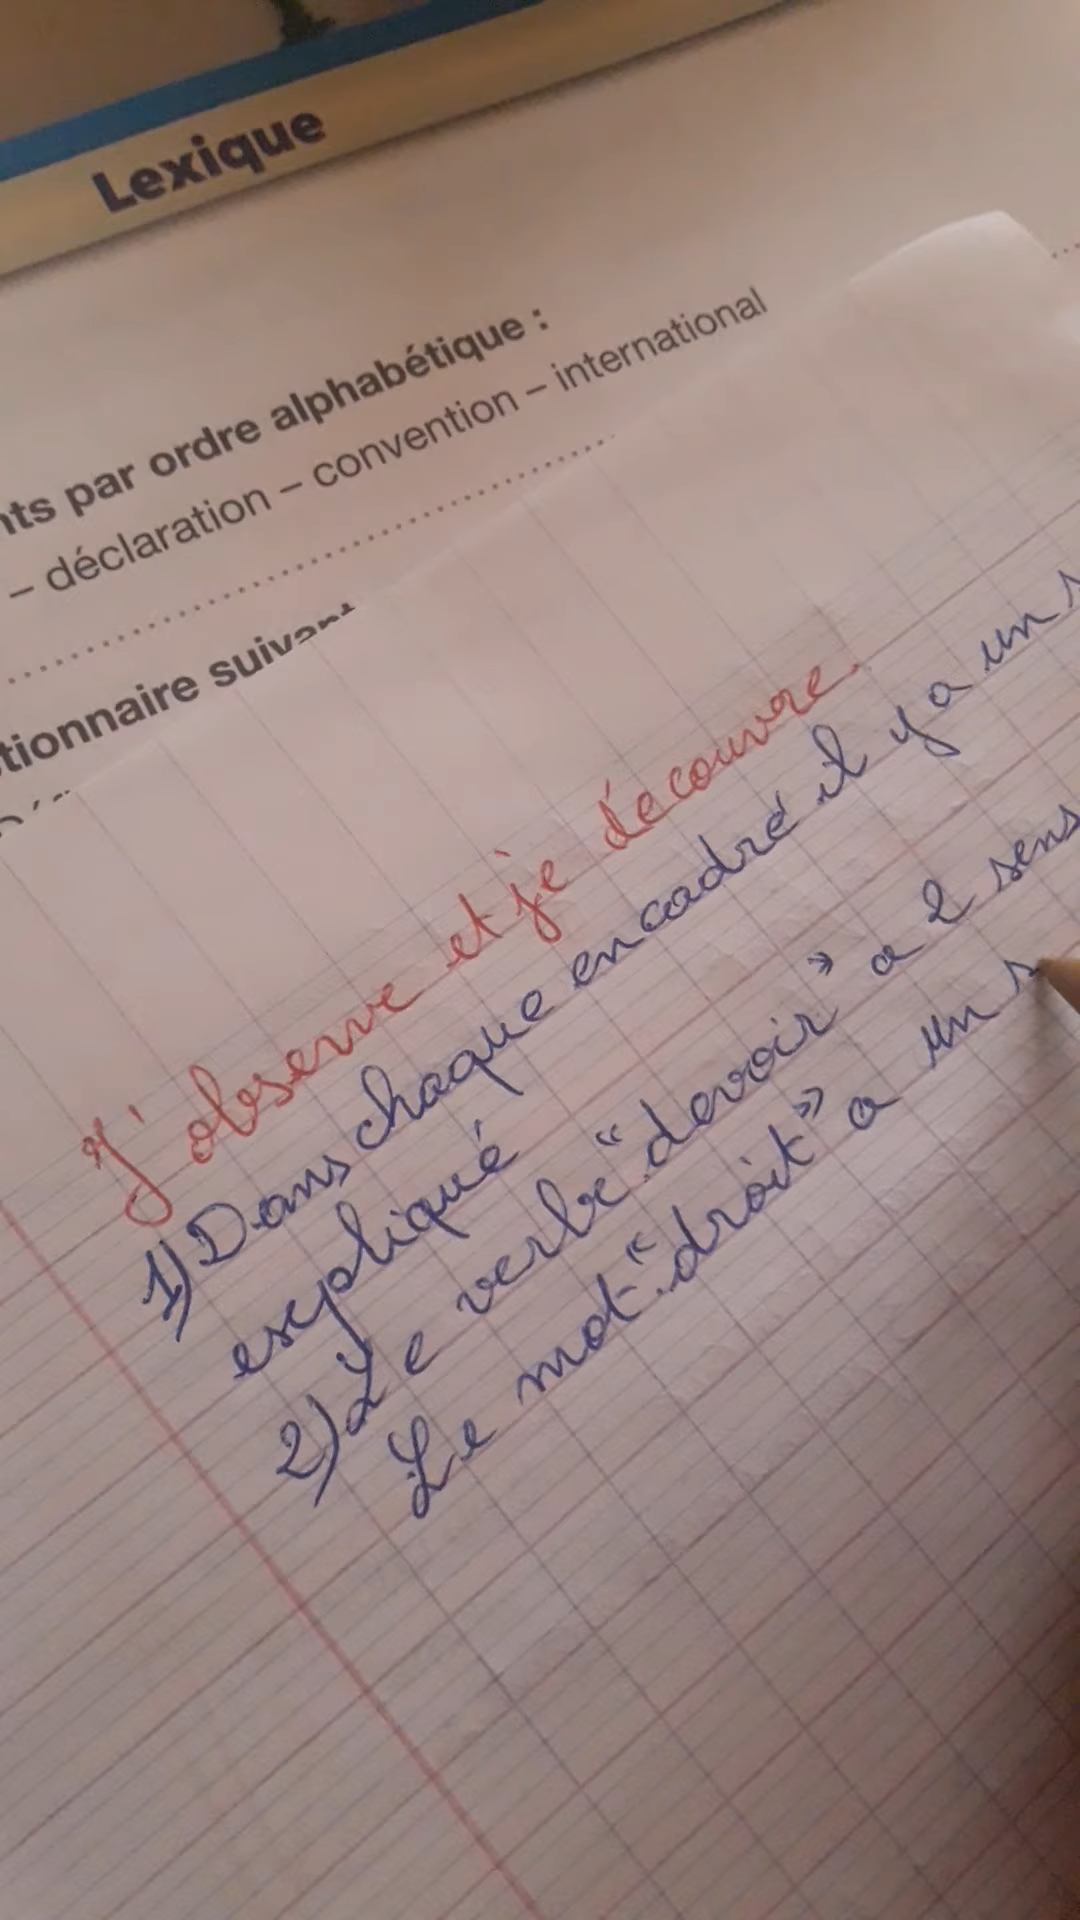 Lexique
nts par ordre alphabétique :
– déclaration – convention – international
tionnaire suivant
J'observe et je découvre.
1) Dans chaque encadré il y a un
expliqué
2) Le verbe "devoir" a 2 sens
Le mot "droit" a un s